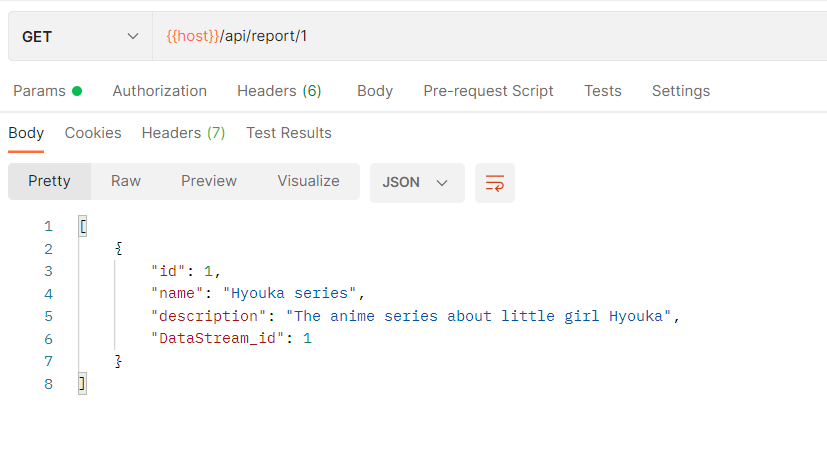 GET {{host}}/api/report/1
Params Authorization Headers (6) Body Pre-request Script Tests Settings
Body Cookies Headers (7) Test Results
Pretty Raw Preview Visualize JSON
1 [
2 {
3 "id": 1,
4 "name": "Hyouka series",
5 "description": "The anime series about little girl Hyouka",
6 "DataStream_id": 1
7 }
8 ]